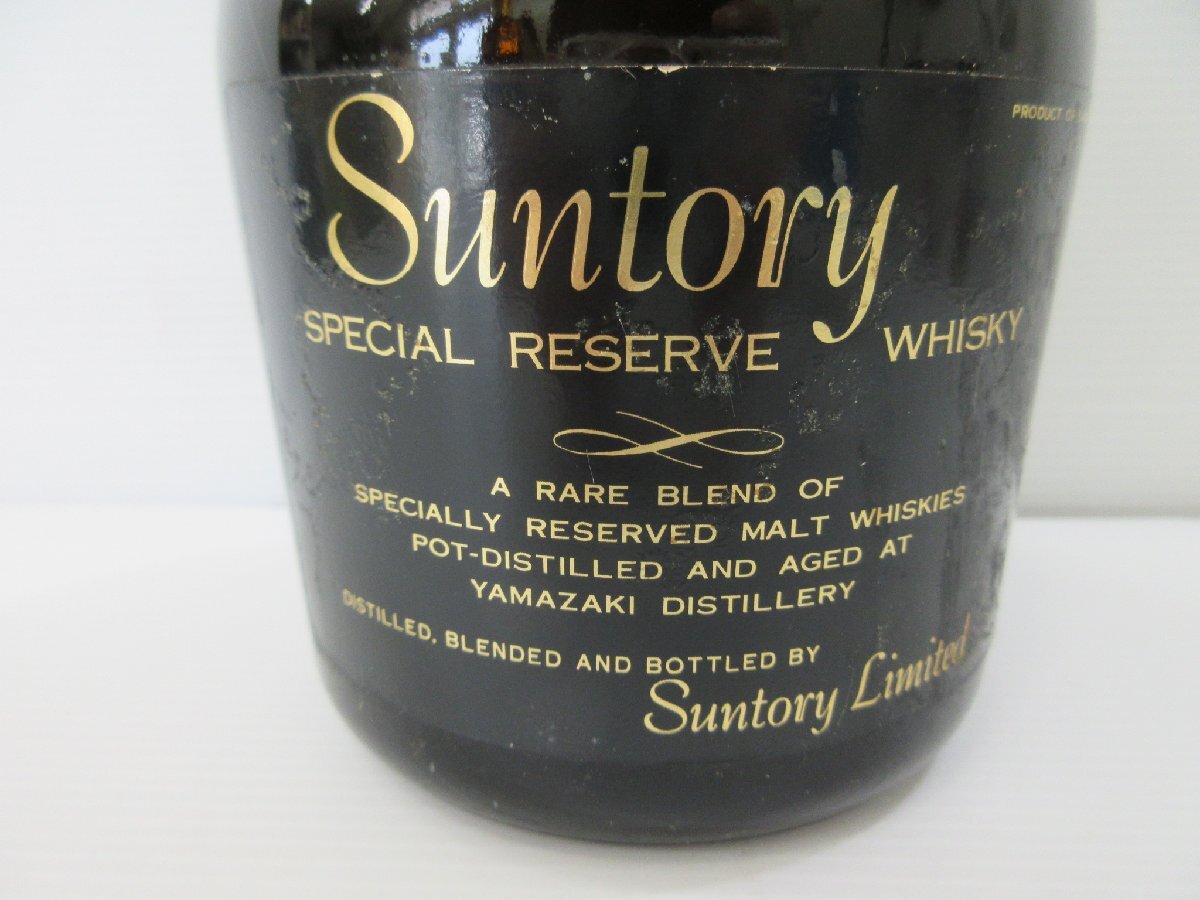 PRODUCT OF
Suntory
SPECIAL RESERVE WHISKY
A RARE BLEND OF
SPECIALLY RESERVED MALT WHISKIES
POT-DISTILLED AND AGED AT
YAMAZAKI DISTILLERY
DISTILLED, BLENDED AND BOTTLED BY
Suntory Limited